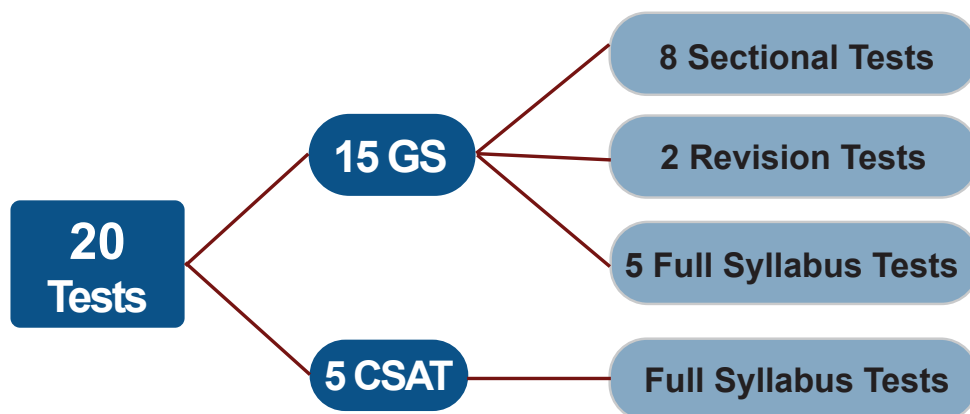 20
Tests
15 GS
5 CSAT
8 Sectional Tests
2 Revision Tests
5 Full Syllabus Tests
Full Syllabus Tests